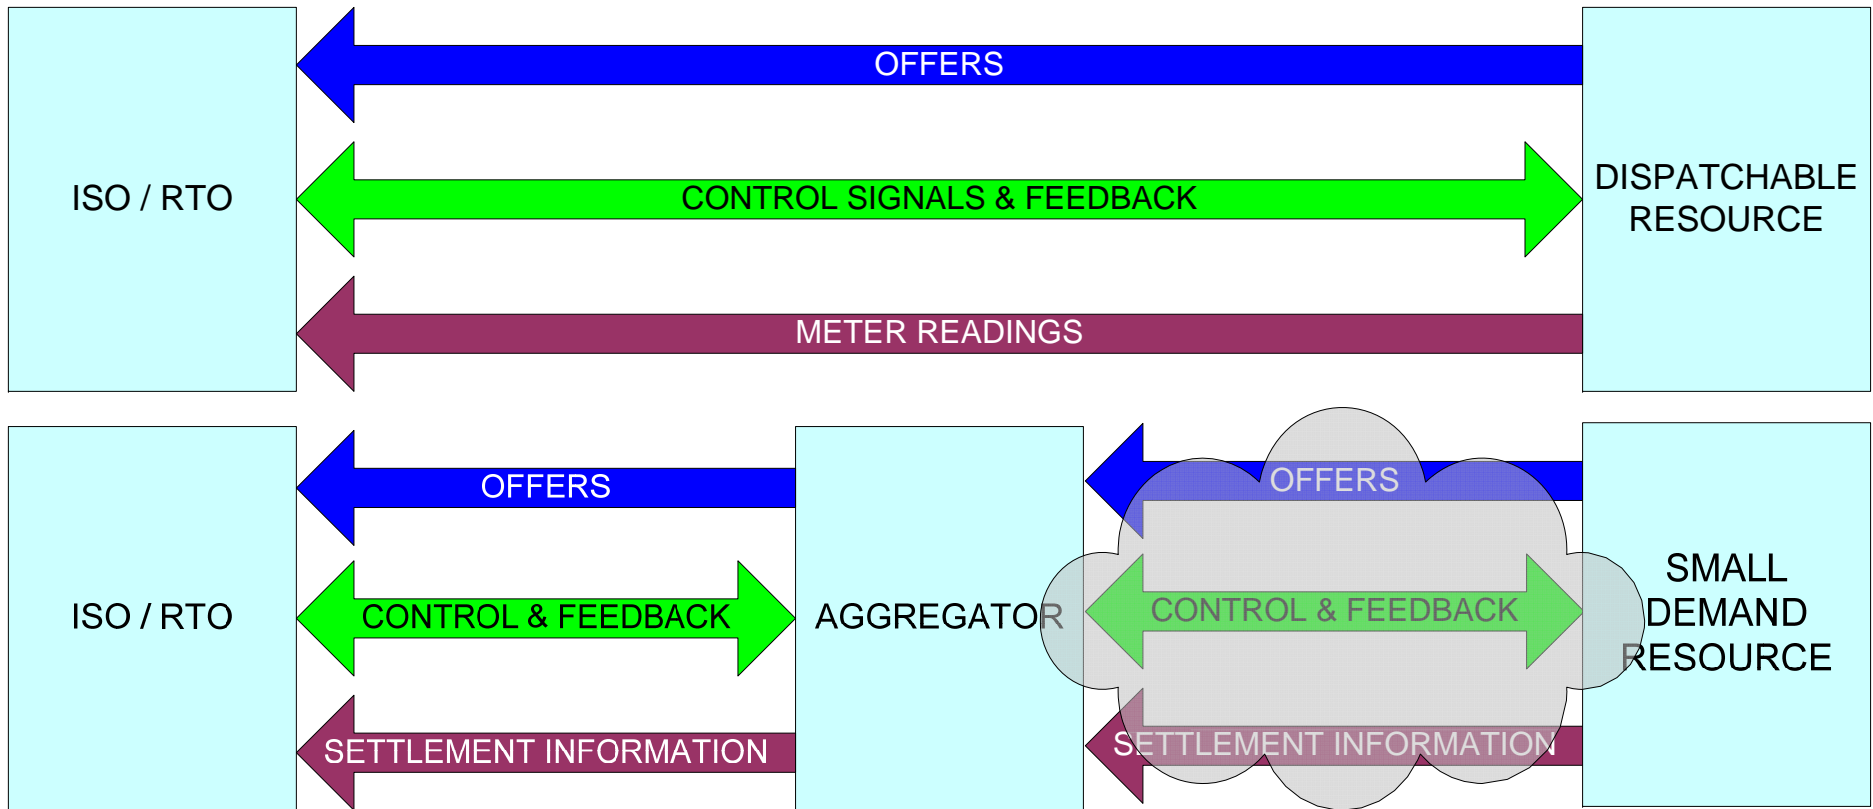 OFFERS
ISO / RTO
CONTROL SIGNALS & FEEDBACK
DISPATCHABLE
RESOURCE
METER READINGS
OFFERS
OFFERS
ISO / RTO
CONTROL & FEEDBACK
AGGREGATOR
CONTROL & FEEDBACK
SMALL
DEMAND
RESOURCE
SETTLEMENT INFORMATION
SETTLEMENT INFORMATION